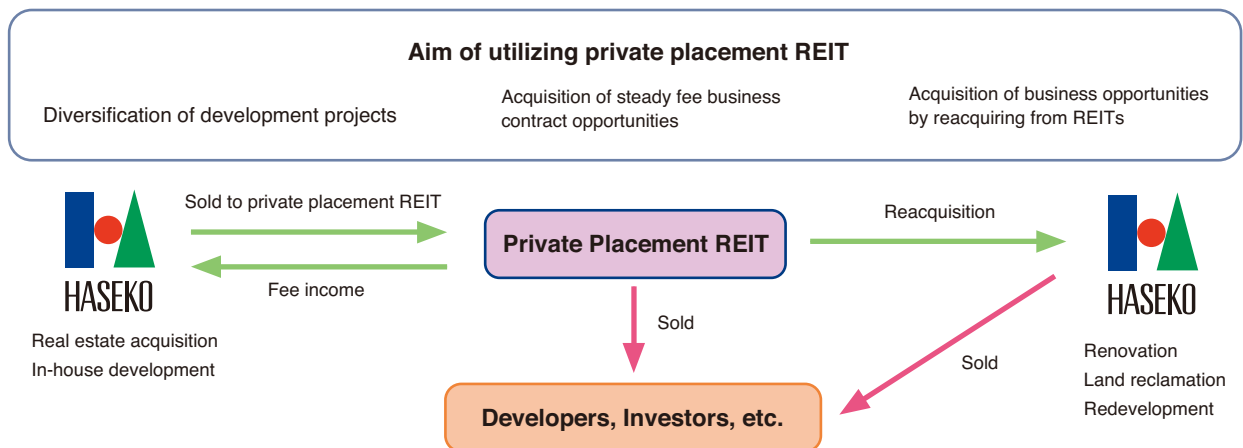 Aim of utilizing private placement REIT
Diversification of development projects
Acquisition of steady fee business
contract opportunities
Acquisition of business opportunities
by reacquiring from REITs
HASEKO
Real estate acquisition
In-house development
Sold to private placement REIT
Fee income
Private Placement REIT
Reacquisition
Sold
Sold
HASEKO
Renovation
Land reclamation
Redevelopment
Developers, Investors, etc.